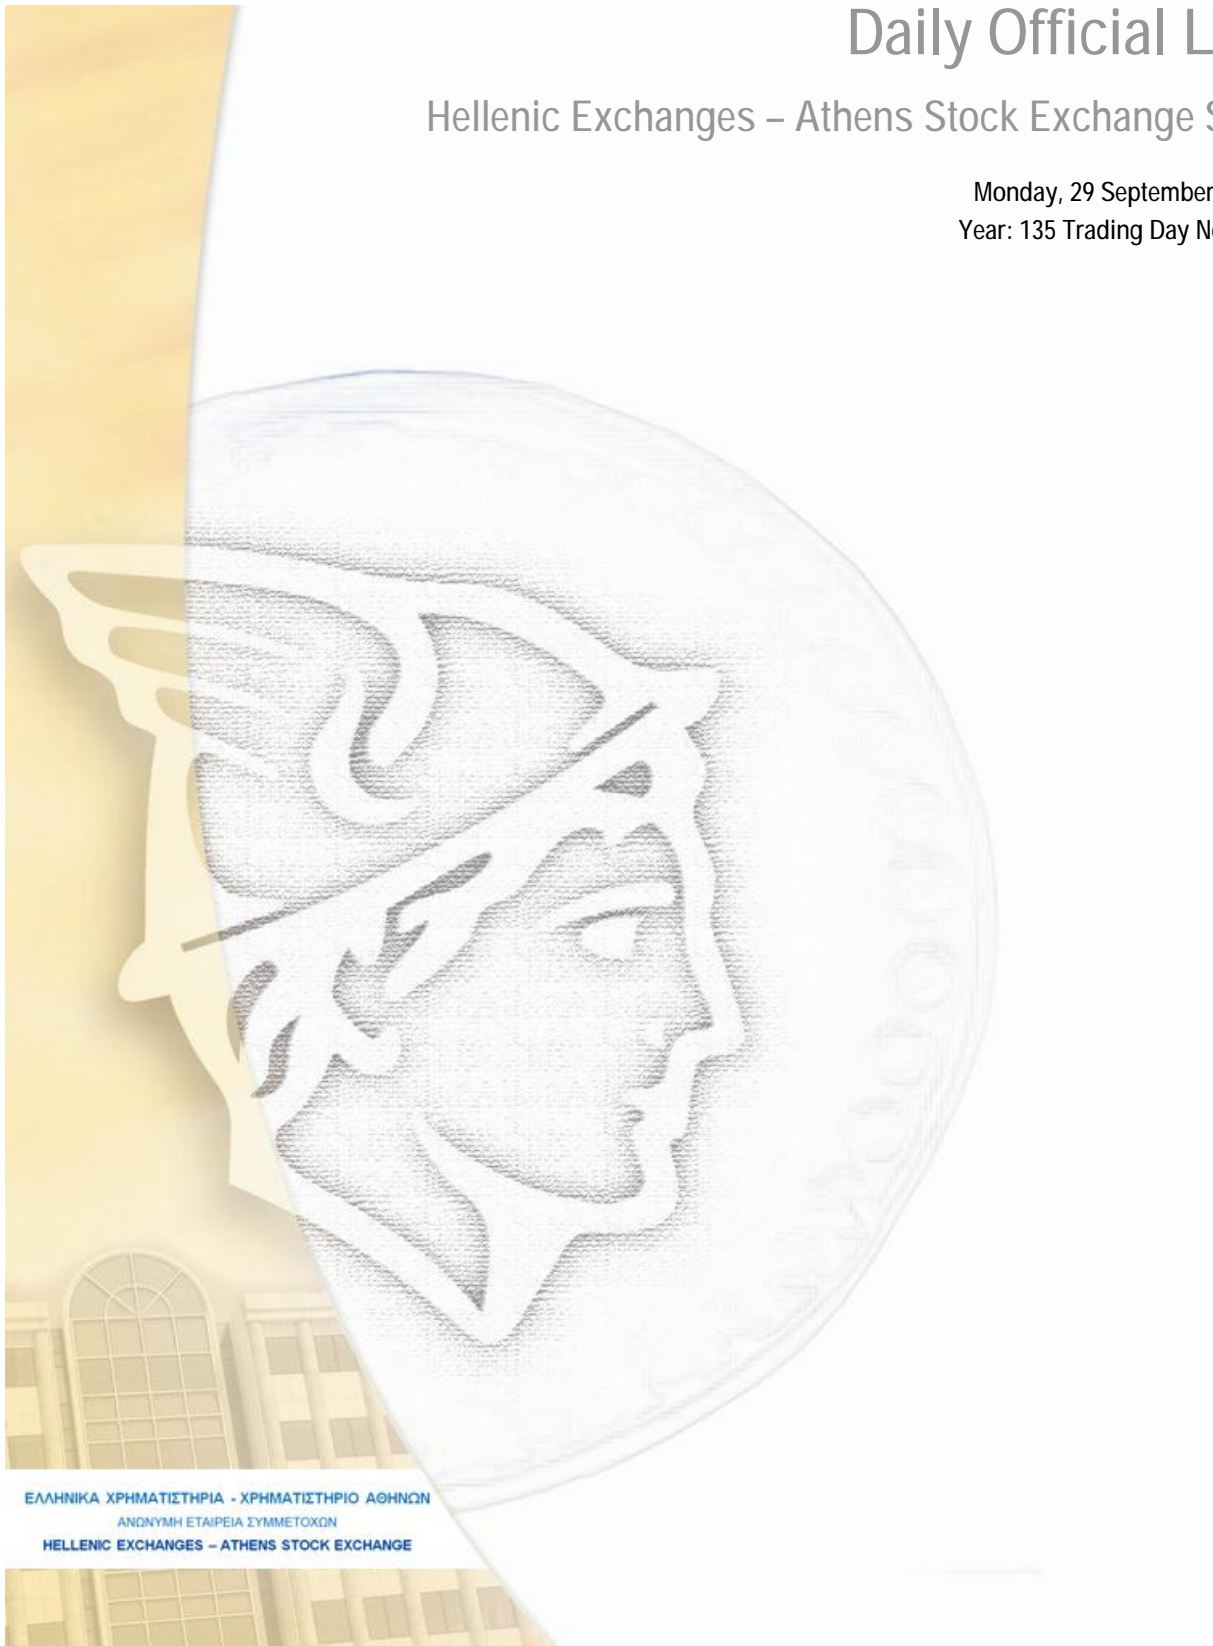 Daily Official L
Hellenic Exchanges – Athens Stock Exchange S
Monday, 29 September
Year: 135 Trading Day N
ΕΛΛΗΝΙΚΑ ΧΡΗΜΑΤΙΣΤΗΡΙΑ - ΧΡΗΜΑΤΙΣΤΗΡΙΟ ΑΘΗΝΩΝ
ΑΝΩΝΥΜΗ ΕΤΑΙΡΕΙΑ ΣΥΜΜΕΤΟΧΩΝ
HELLENIC EXCHANGES – ATHENS STOCK EXCHANGE